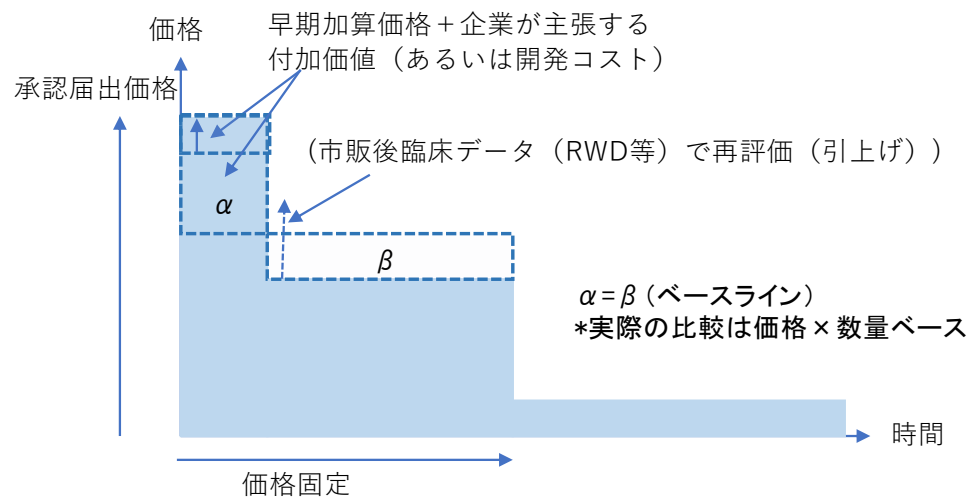 価格
早期加算価格＋企業が主張する
付加価値（あるいは開発コスト）
承認届出価格
（市販後臨床データ（RWD等）で再評価（引上げ））
α
β
α＝β（ベースライン）
*実際の比較は価格×数量ベース
時間
価格固定